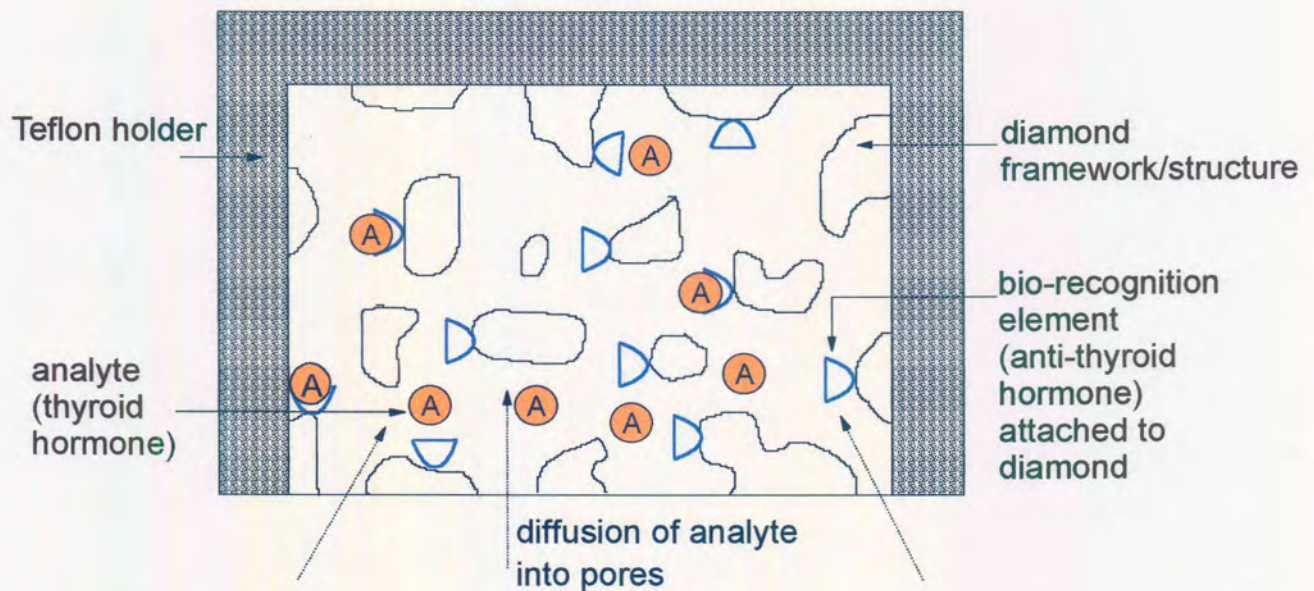 Teflon holder
diamond
framework/structure
A
A
A
A
bio-recognition
element
(anti-thyroid
hormone)
attached to
diamond
analyte
(thyroid
hormone)
A
A
A
A
A
diffusion of analyte
into pores